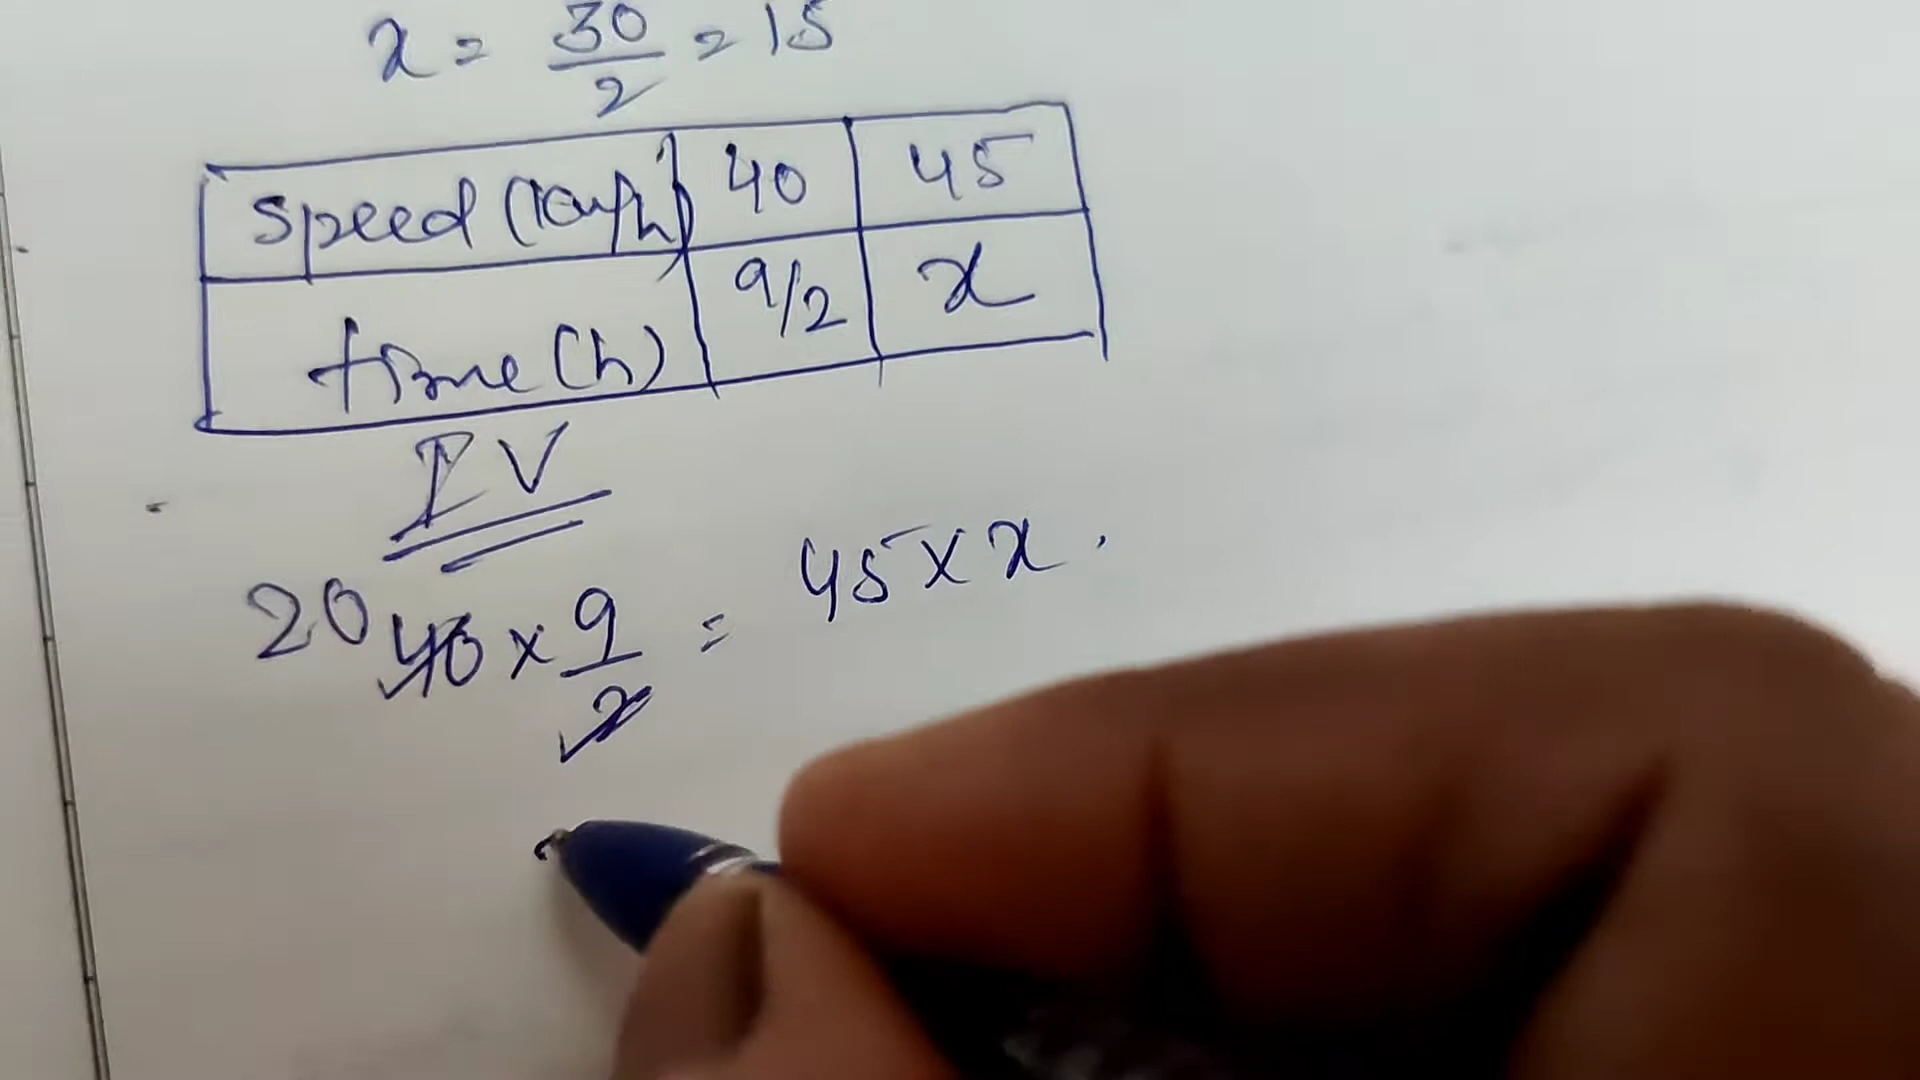 x = 30/2 = 15
speed (km/h) 40 45
time (h) 9/2 x
IV
20 40 x 9/2 = 45 x x.